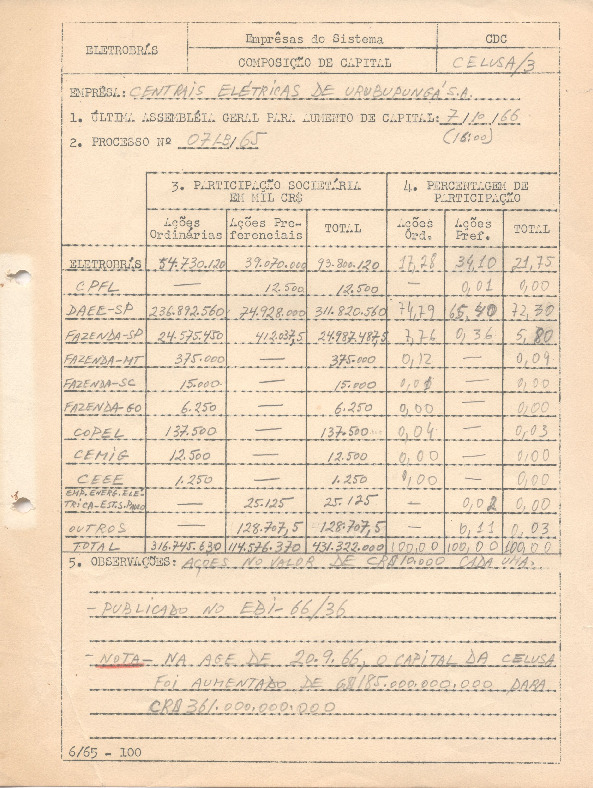 ELETROBRÁS
Emprêsas do Sistema
CDC
COMPOSIÇÃO DE CAPITAL
CELUSA/3
EMPRÊSA: CENTRAIS ELÉTRICAS DE URUBUPUNGÁ S.A.
1. ÚLTIMA ASSEMBLÉIA GERAL PARA AUMENTO DE CAPITAL: 7/10/66
2. PROCESSO Nº 65 (16:00)
3. PARTICIPAÇÃO SOCIETÁRIA EM MIL CR$ 4. PERCENTAGEM DE PARTICIPAÇÃO
Ações Ordinárias Ações Preferenciais TOTAL Ações Ord. Ações Pref. TOTAL
ELETROBRÁS 54.730.120 39.070.000 93.800.120 17,28 34,10 21,75
CPFL — 12.500 12.500 — 0,01 0,00
DAEE-SP 236.892.560 74.928.000 311.820.560 74,79 65,40 72,30
FAZENDA-SP 24.575.450 412.037,5 24.987.487,5 7,76 0,36 5,80
FAZENDA-MT 375.000 — 375.000 0,12 — 0,09
FAZENDA-SC 15.000 — 15.000 0,01 — 0,00
FAZENDA-GO 6.250 — 6.250 0,00 — 0,00
COPEL 137.500 — 137.500 0,04 — 0,03
CEMIG 12.500 — 12.500 0,00 — 0,00
CEEE 1.250 — 1.250 0,00 — 0,00
EMP. ENERG. ELÉ-
TRICA-EST.S.PAULO — 25.125 25.125 — 0,02 0,00
OUTROS — 128.707,5 128.707,5 — 0,11 0,03
TOTAL 316.745.630 114.576.370 431.322.000 100,00 100,00 100,00
5. OBSERVAÇÕES: AÇÕES NO VALOR DE CR$10.000 CADA UMA.
- PUBLICADO NO EBI-66/36
- NOTA - NA AGE DE 20.9.66, O CAPITAL DA CELUSA
FOI AUMENTADO DE CR$185.000.000.000 PARA
CR$361.000.000.000
6/65 - 100